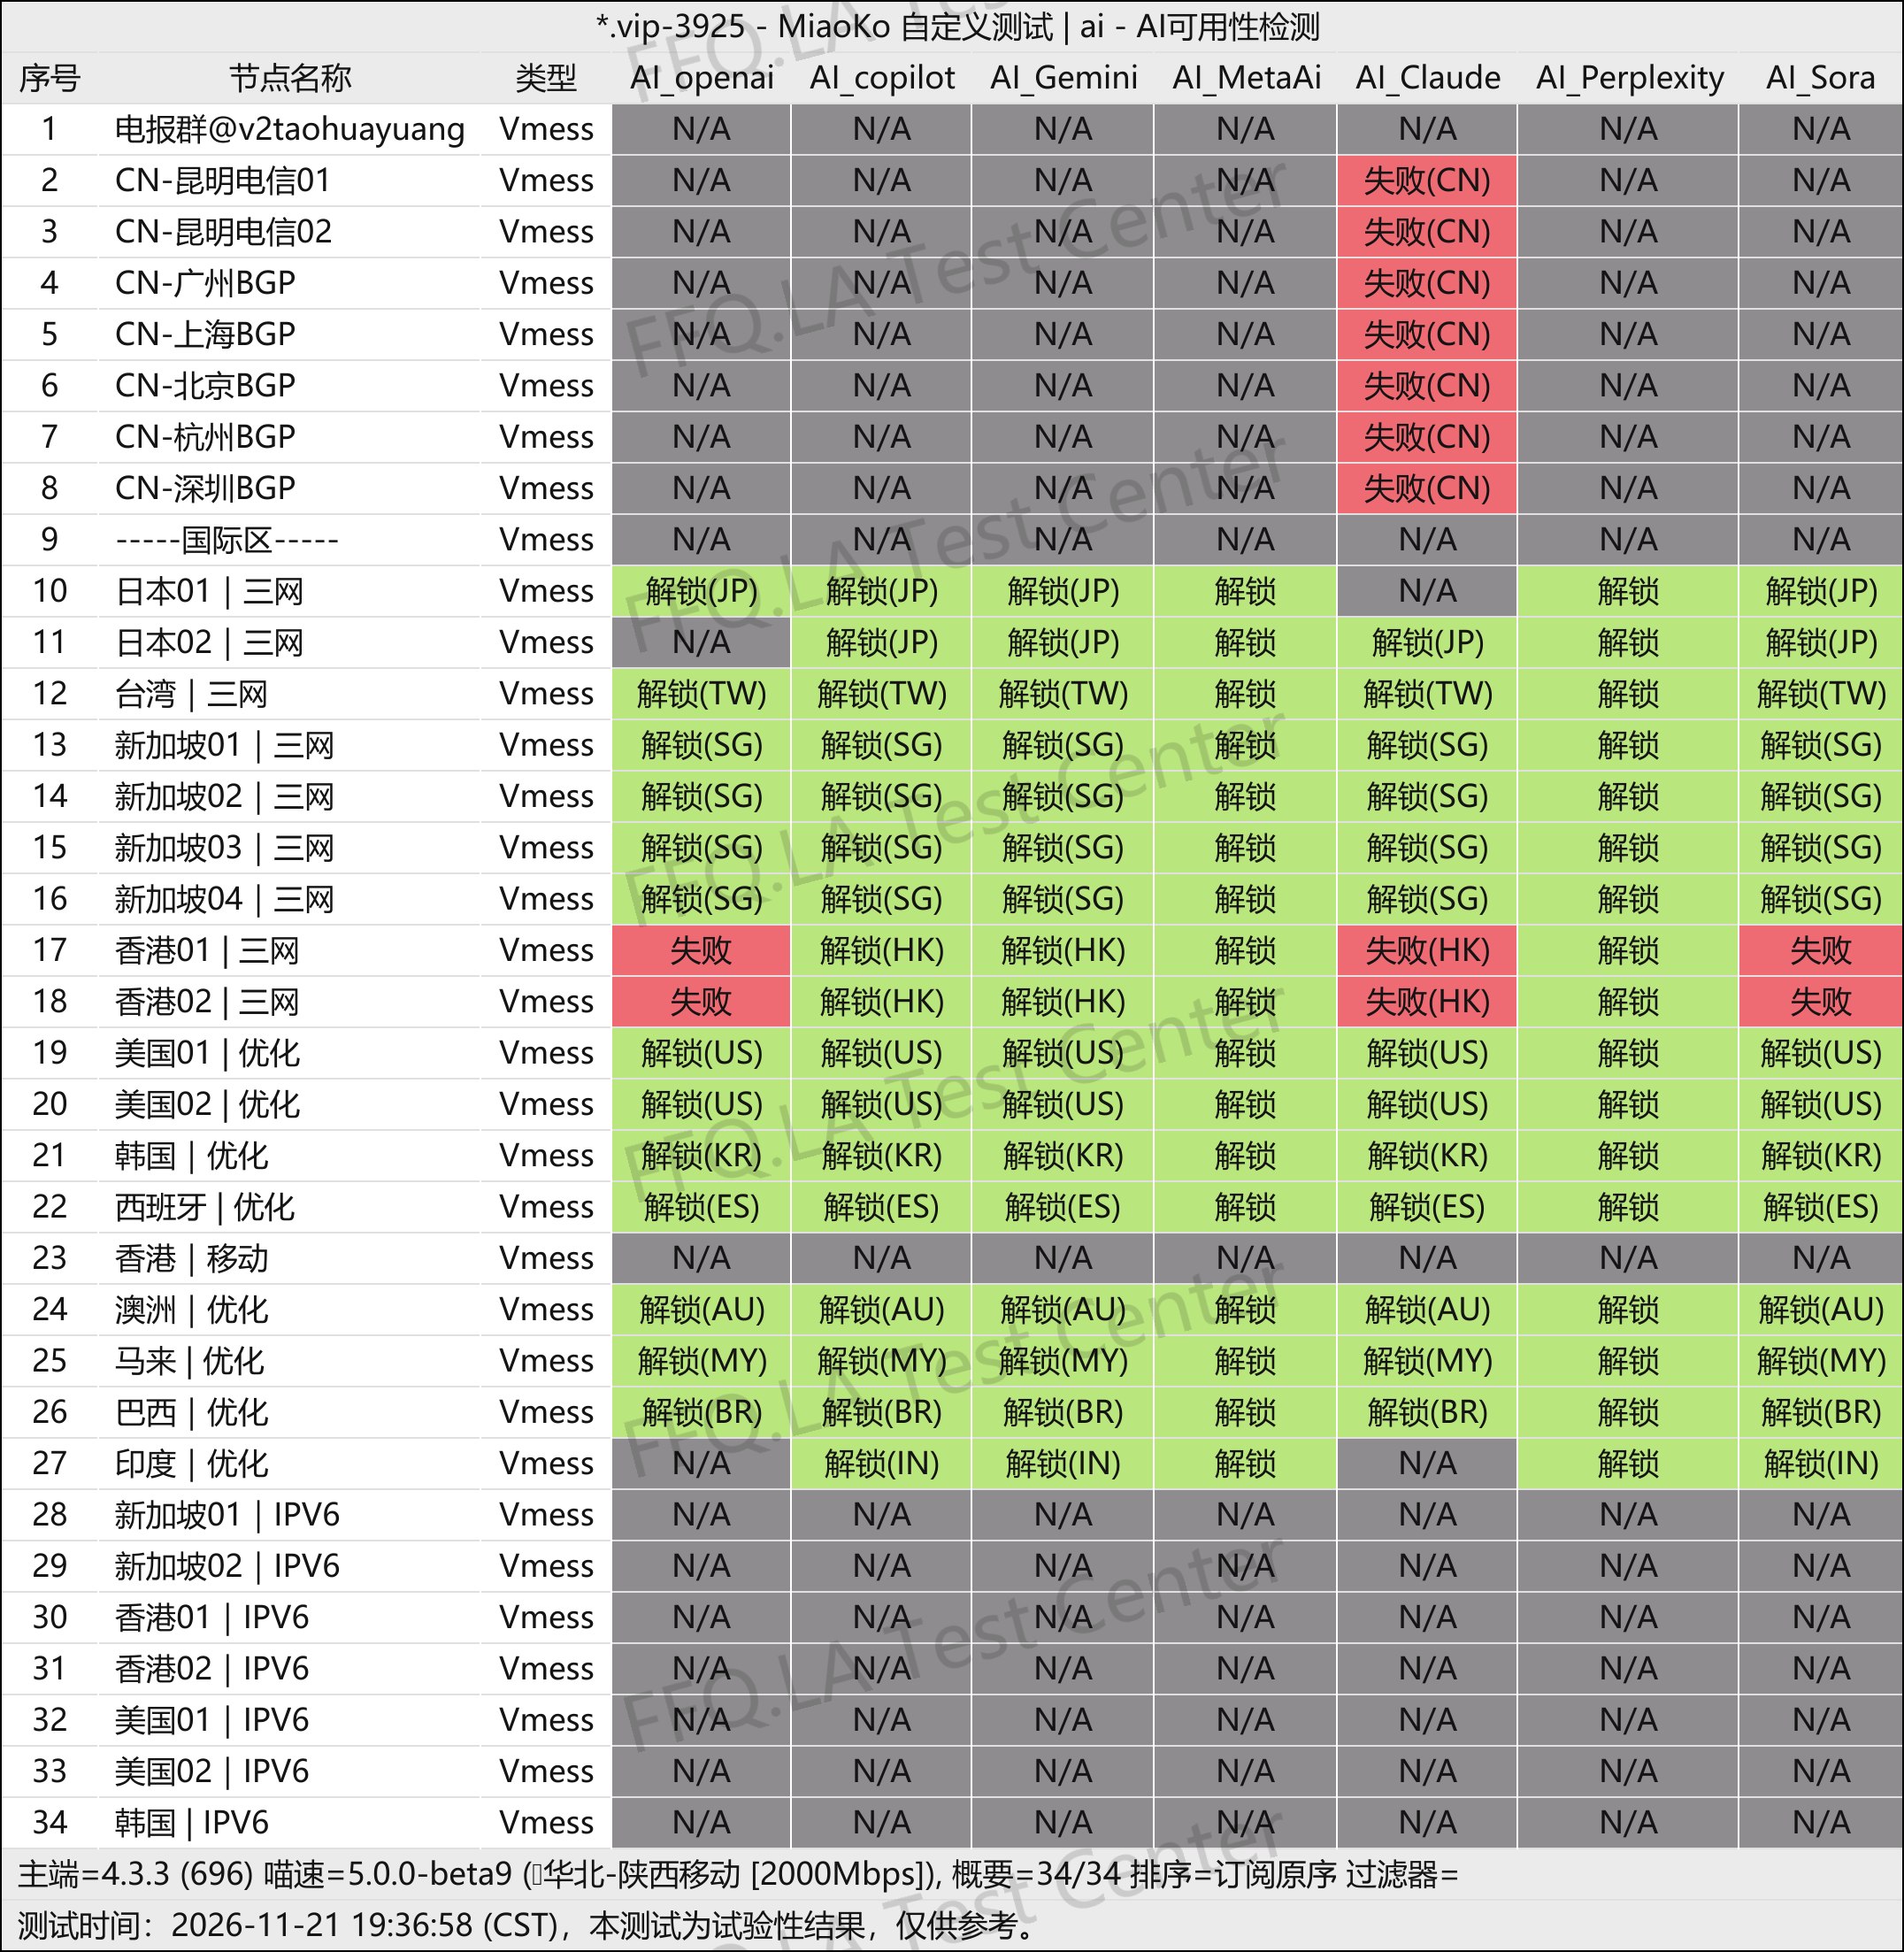 *.vip-3925 - MiaoKo 自定义测试 | ai - AI可用性检测
序号 节点名称 类型 AI_openai AI_copilot AI_Gemini AI_MetaAi AI_Claude AI_Perplexity AI_Sora
1 电报群@v2taohuayuang Vmess N/A N/A N/A N/A N/A N/A N/A
2 CN-昆明电信01 Vmess N/A N/A N/A N/A 失败(CN) N/A N/A
3 CN-昆明电信02 Vmess N/A N/A N/A N/A 失败(CN) N/A N/A
4 CN-广州BGP Vmess N/A N/A N/A N/A 失败(CN) N/A N/A
5 CN-上海BGP Vmess N/A N/A N/A N/A 失败(CN) N/A N/A
6 CN-北京BGP Vmess N/A N/A N/A N/A 失败(CN) N/A N/A
7 CN-杭州BGP Vmess N/A N/A N/A N/A 失败(CN) N/A N/A
8 CN-深圳BGP Vmess N/A N/A N/A N/A 失败(CN) N/A N/A
9 -----国际区----- Vmess N/A N/A N/A N/A N/A N/A N/A
10 日本01 | 三网 Vmess 解锁(JP) 解锁(JP) 解锁(JP) 解锁 N/A 解锁 解锁(JP)
11 日本02 | 三网 Vmess N/A 解锁(JP) 解锁(JP) 解锁 解锁(JP) 解锁 解锁(JP)
12 台湾 | 三网 Vmess 解锁(TW) 解锁(TW) 解锁(TW) 解锁 解锁(TW) 解锁 解锁(TW)
13 新加坡01 | 三网 Vmess 解锁(SG) 解锁(SG) 解锁(SG) 解锁 解锁(SG) 解锁 解锁(SG)
14 新加坡02 | 三网 Vmess 解锁(SG) 解锁(SG) 解锁(SG) 解锁 解锁(SG) 解锁 解锁(SG)
15 新加坡03 | 三网 Vmess 解锁(SG) 解锁(SG) 解锁(SG) 解锁 解锁(SG) 解锁 解锁(SG)
16 新加坡04 | 三网 Vmess 解锁(SG) 解锁(SG) 解锁(SG) 解锁 解锁(SG) 解锁 解锁(SG)
17 香港01 | 三网 Vmess 失败 解锁(HK) 解锁(HK) 解锁 失败(HK) 解锁 失败
18 香港02 | 三网 Vmess 失败 解锁(HK) 解锁(HK) 解锁 失败(HK) 解锁 失败
19 美国01 | 优化 Vmess 解锁(US) 解锁(US) 解锁(US) 解锁 解锁(US) 解锁 解锁(US)
20 美国02 | 优化 Vmess 解锁(US) 解锁(US) 解锁(US) 解锁 解锁(US) 解锁 解锁(US)
21 韩国 | 优化 Vmess 解锁(KR) 解锁(KR) 解锁(KR) 解锁 解锁(KR) 解锁 解锁(KR)
22 西班牙 | 优化 Vmess 解锁(ES) 解锁(ES) 解锁(ES) 解锁 解锁(ES) 解锁 解锁(ES)
23 香港 | 移动 Vmess N/A N/A N/A N/A N/A N/A N/A
24 澳洲 | 优化 Vmess 解锁(AU) 解锁(AU) 解锁(AU) 解锁 解锁(AU) 解锁 解锁(AU)
25 马来 | 优化 Vmess 解锁(MY) 解锁(MY) 解锁(MY) 解锁 解锁(MY) 解锁 解锁(MY)
26 巴西 | 优化 Vmess 解锁(BR) 解锁(BR) 解锁(BR) 解锁 解锁(BR) 解锁 解锁(BR)
27 印度 | 优化 Vmess N/A 解锁(IN) 解锁(IN) 解锁 N/A 解锁 解锁(IN)
28 新加坡01 | IPV6 Vmess N/A N/A N/A N/A N/A N/A N/A
29 新加坡02 | IPV6 Vmess N/A N/A N/A N/A N/A N/A N/A
30 香港01 | IPV6 Vmess N/A N/A N/A N/A N/A N/A N/A
31 香港02 | IPV6 Vmess N/A N/A N/A N/A N/A N/A N/A
32 美国01 | IPV6 Vmess N/A N/A N/A N/A N/A N/A N/A
33 美国02 | IPV6 Vmess N/A N/A N/A N/A N/A N/A N/A
34 韩国 | IPV6 Vmess N/A N/A N/A N/A N/A N/A N/A
主端=4.3.3 (696) 喵速=5.0.0-beta9 (华北-陕西移动 [2000Mbps]), 概要=34/34 排序=订阅原序 过滤器=
测试时间：2026-11-21 19:36:58 (CST)，本测试为试验性结果，仅供参考。
FFQ.LA Test Center
FFQ.LA Test Center
FFQ.LA Test Center
FFQ.LA Test Center
FFQ.LA Test Center
FFQ.LA Test Center
FFQ.LA Test Center